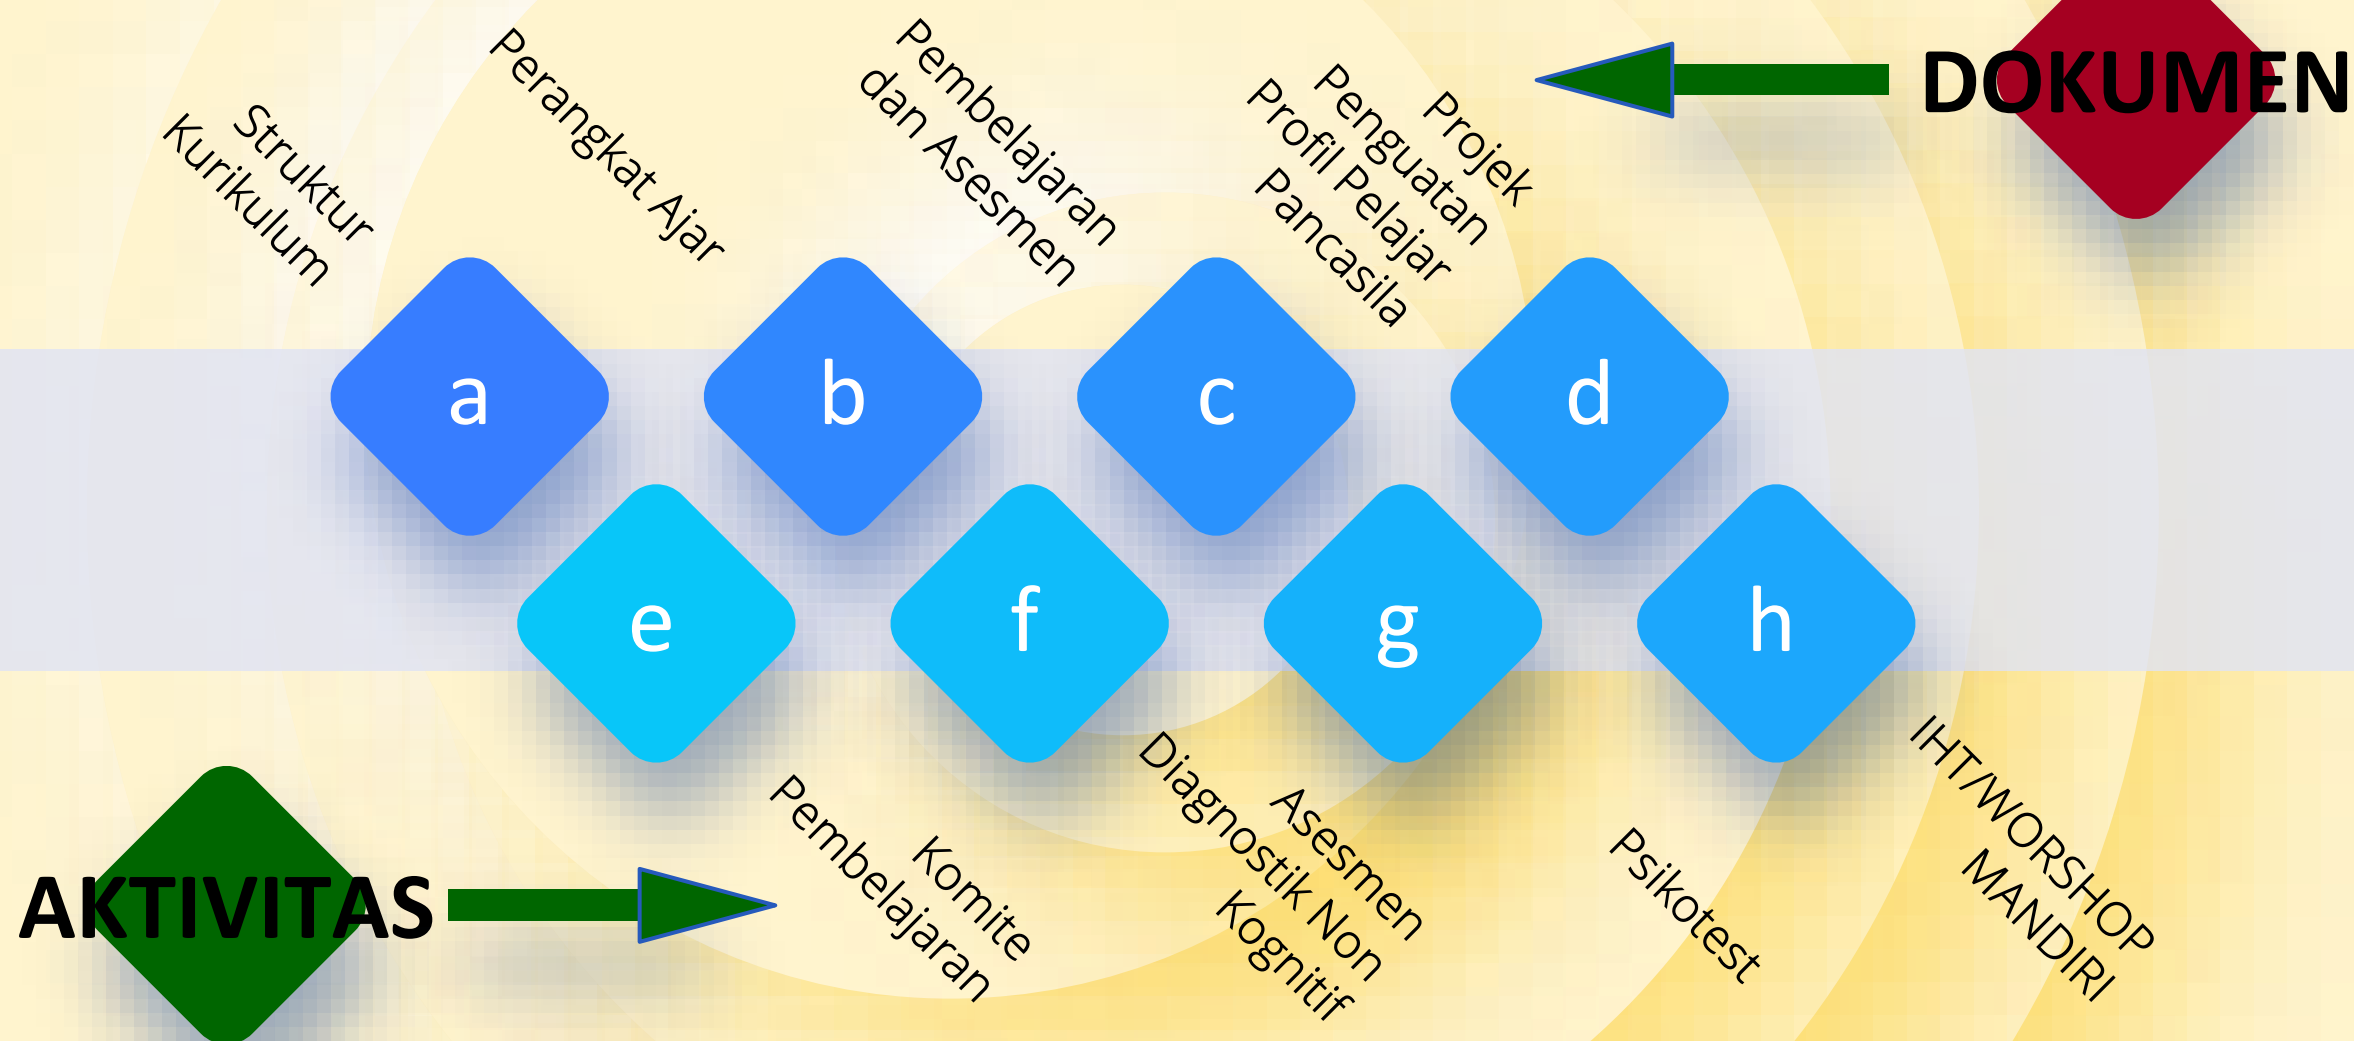 DOKUMEN
Struktur
Kurikulum
Perangkat Ajar
Pembelajaran
dan Asesmen
Projek
Penguatan
Profil Pelajar
Pancasila
a
b
c
d
e
f
g
h
AKTIVITAS
Komite
Pembelajaran
Asesmen
Diagnostik Non
Kognitif
Psikotest
IHT/WORSHOP
MANDIRI